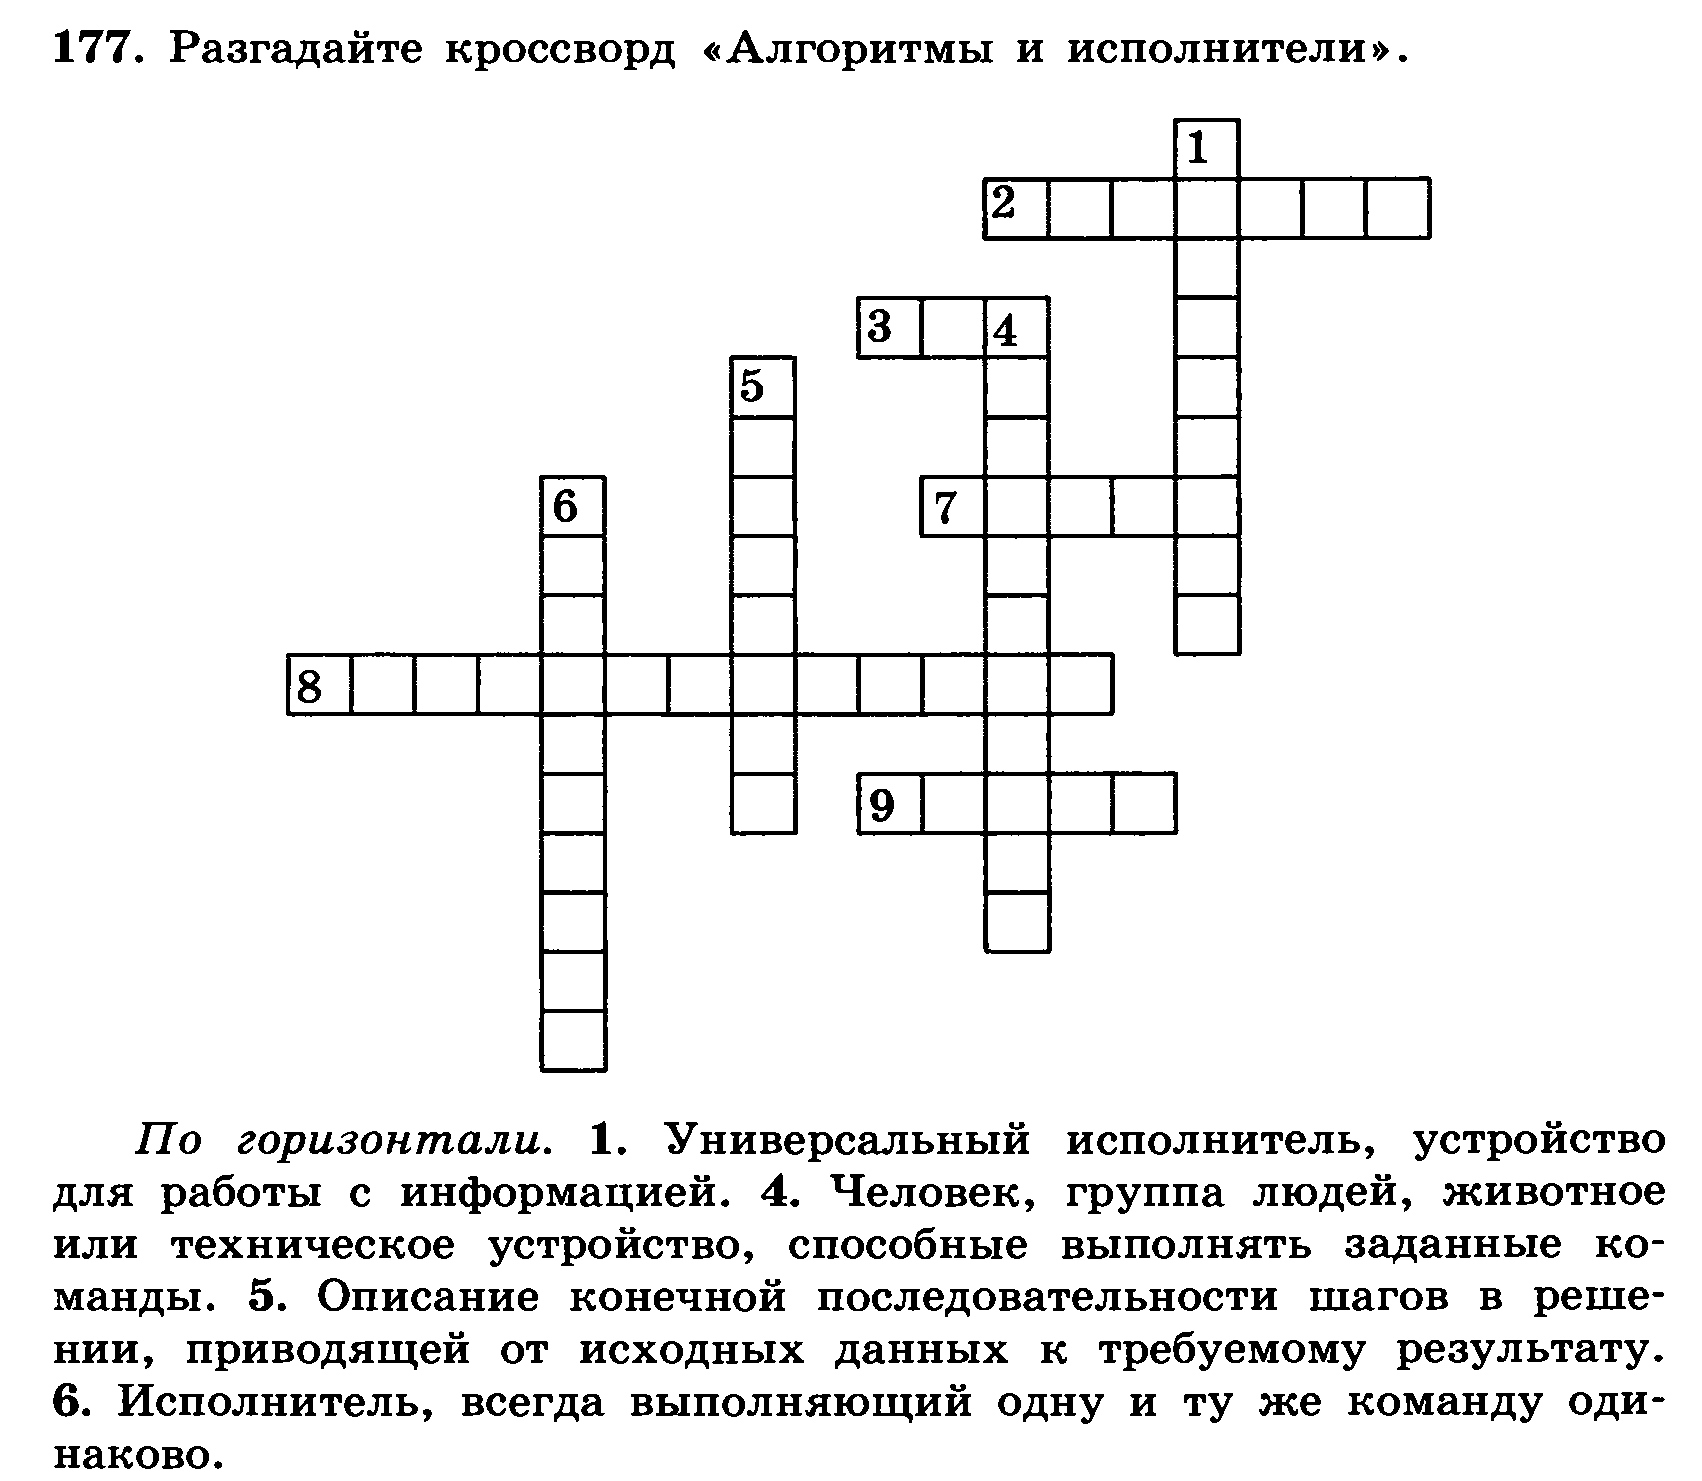 177. Разгадайте кроссворд «Алгоритмы и исполнители».
1
2
3 4
5
6
7
8
9
По горизонтали. 1. Универсальный исполнитель, устройство
для работы с информацией. 4. Человек, группа людей, животное
или техническое устройство, способные выполнять заданные ко-
манды. 5. Описание конечной последовательности шагов в реше-
нии, приводящей от исходных данных к требуемому результату.
6. Исполнитель, всегда выполняющий одну и ту же команду оди-
наково.